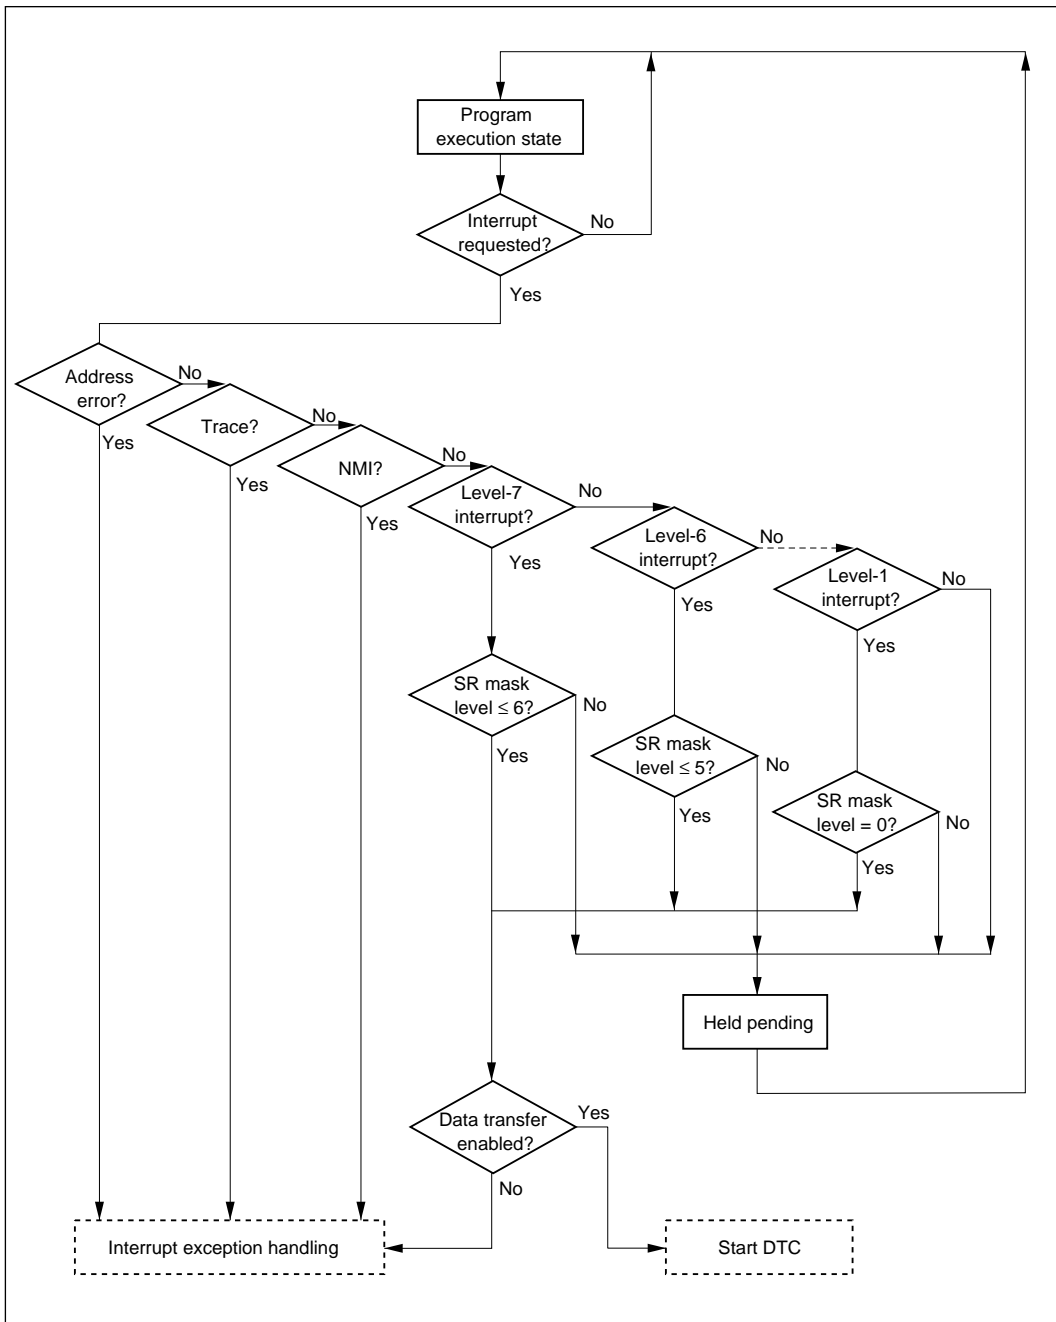 Program
execution state
Interrupt
requested?
No
Yes
Address
error?
No
Yes
Trace?
No
Yes
NMI?
No
Yes
Level-7
interrupt?
No
Yes
Level-6
interrupt?
No
Yes
Level-1
interrupt?
No
Yes
SR mask
level ≤ 6?
No
Yes
SR mask
level ≤ 5?
No
Yes
SR mask
level = 0?
No
Yes
Held pending
Data transfer
enabled?
Yes
No
Interrupt exception handling
Start DTC